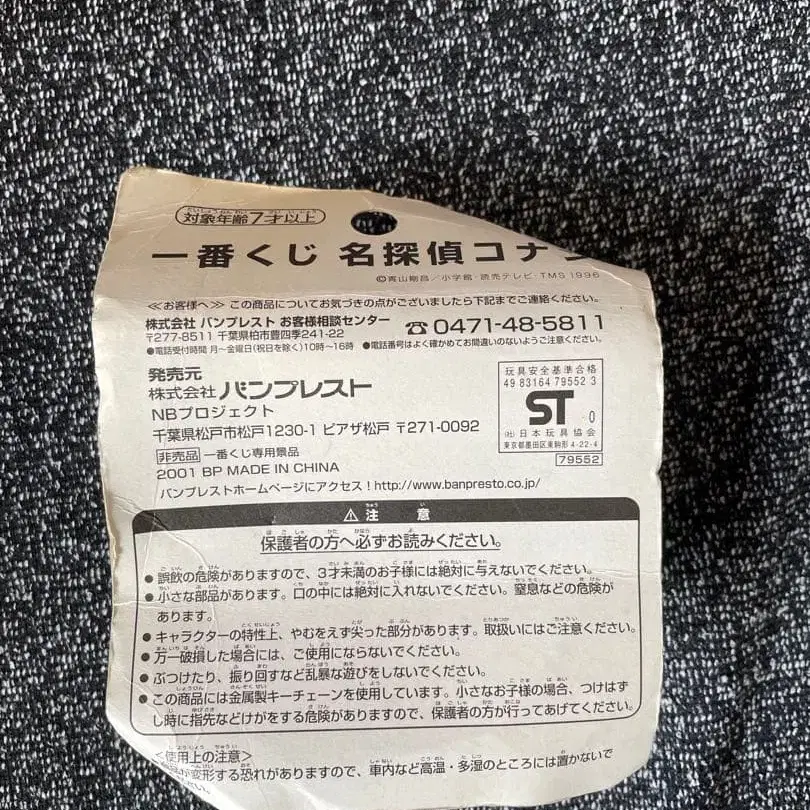 対象年齢7才以上
一番くじ 名探偵コナン
©青山剛昌/小学館・読売テレビ・TMS 1996
≪お客様へ≫ この商品についてお気づきの点がございましたら下記までご連絡ください。
株式会社 バンプレスト お客様相談センター
☎0471-48-5811
〒277-8511 千葉県柏市豊四季241-22
●電話受付時間 月〜金曜日(祝日を除く)10時〜16時 ●電話番号はよく確かめてお間違いのないようご注意ください。
発売元
株式会社 バンプレスト
NBプロジェクト
千葉県松戸市松戸1230-1 ピアザ松戸 〒271-0092
非売品 一番くじ専用景品
2001 BP MADE IN CHINA
バンプレストホームページにアクセス!http://www.banpresto.co.jp/
玩具安全基準合格
49 83164 79552 3
ST 0
(社)日本玩具協会
東京都墨田区東駒形4-22-4
79552
⚠注意
保護者の方へ必ずお読みください。
●誤飲の危険がありますので、3才未満のお子様には絶対に与えないでください。
●小さな部品があります。口の中には絶対に入れないでください。窒息などの危険が
あります。
●キャラクターの特性上、やむをえず尖った部分があります。取扱いにはご注意ください。
●万一破損した場合には、ご使用にならないでください。
●ぶつけたり、振り回すなど乱暴な遊びをしないでください。
●この商品には金属製キーチェーンを使用しています。小さなお子様の場合、つけはず
し時に指先などけがをする危険がありますので、保護者の方が行ってあげてください。
<使用上の注意>
が変形する恐れがありますので、車内など高温・多湿のところには置かないで